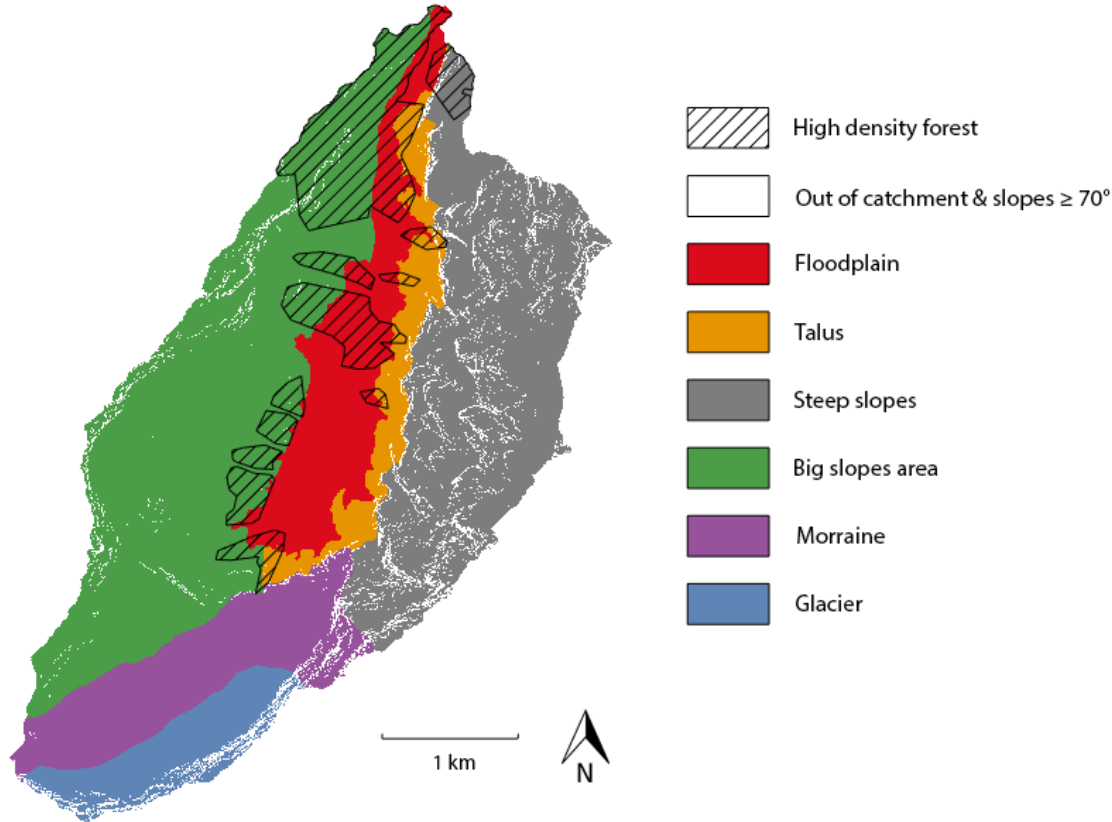 High density forest
Out of catchment & slopes ≥ 70°
Floodplain
Talus
Steep slopes
Big slopes area
Morraine
Glacier
1 km
N